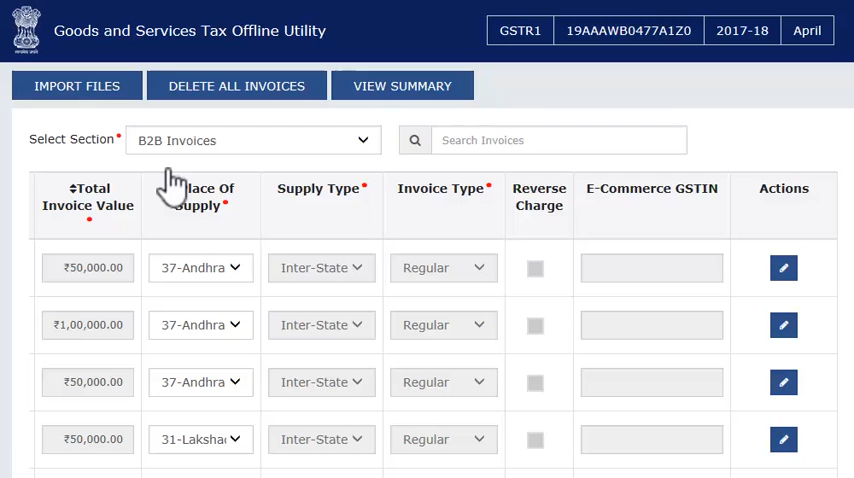 Goods and Services Tax Offline Utility
GSTR1 19AAAWB0477A1Z0 2017-18 April
IMPORT FILES DELETE ALL INVOICES VIEW SUMMARY
Select Section* B2B Invoices Search Invoices
Total Invoice Value *
Supply*
Supply Type *
Invoice Type *
Reverse Charge
E-Commerce GSTIN
Actions
₹50,000.00 37-Andhra Inter-State Regular
₹1,00,000.00 37-Andhra Inter-State Regular
₹50,000.00 37-Andhra Inter-State Regular
₹50,000.00 31-Lakshad Inter-State Regular